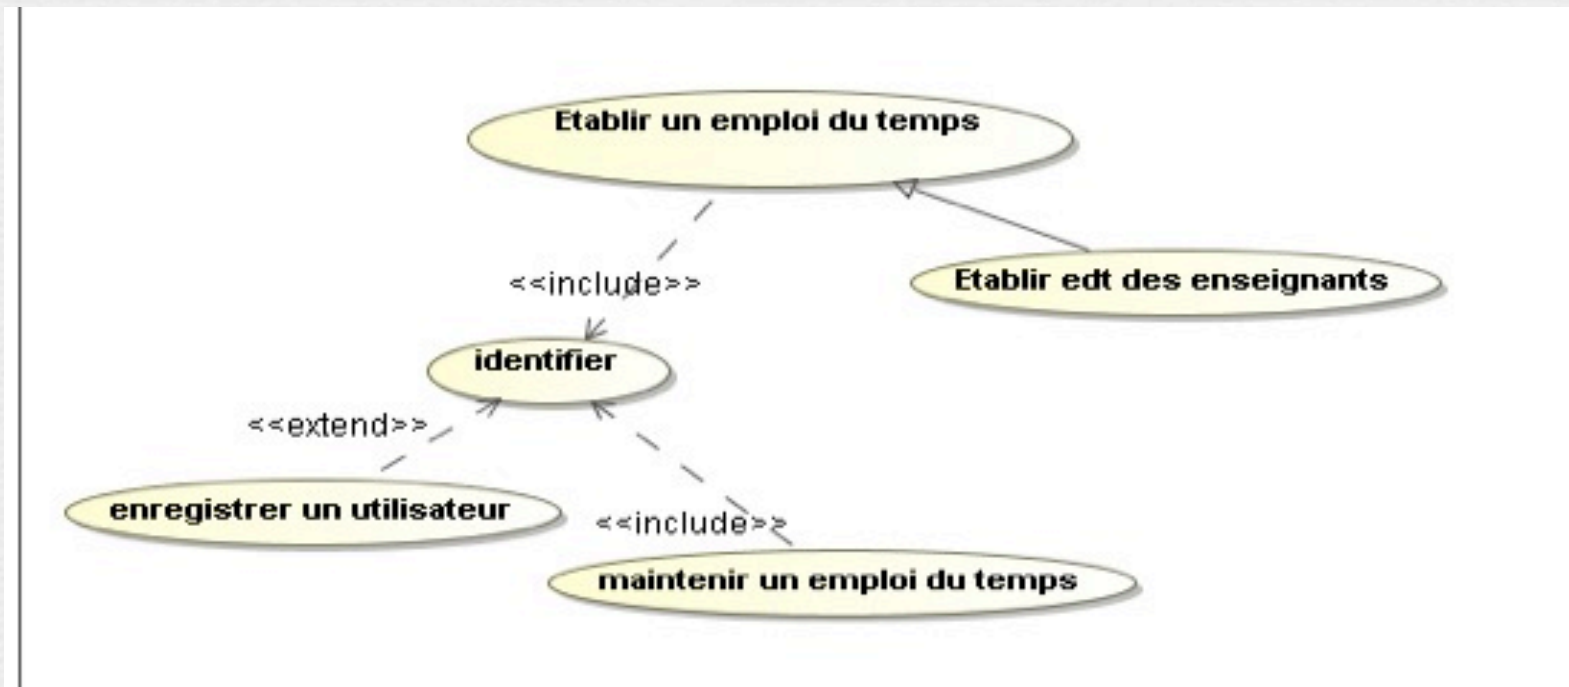 Etablir un emploi du temps
<<include>>
Etablir edt des enseignants
identifier
<<extend>>
enregistrer un utilisateur
<<include>>
maintenir un emploi du temps